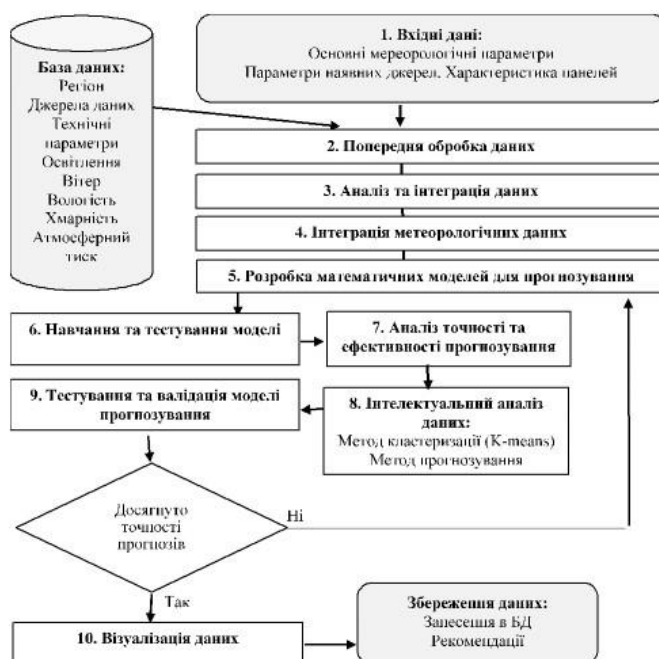 База даних:
Регіон
Джерела даних
Технічні
параметри
Освітлення
Вітер
Вологість
Хмарність
Атмосферний
тиск
1. Вхідні дані:
Основні мереорологічні параметри
Параметри наявних джерел. Характеристика панелей
2. Попередня обробка даних
3. Аналіз та інтеграція даних
4. Інтеграція метеорологічних даних
5. Розробка математичних моделей для прогнозування
6. Навчання та тестування моделі
7. Аналіз точності та
ефективності прогнозування
8. Інтелектуальний аналіз
даних:
Метод кластеризації (K-means)
Метод прогнозування
9. Тестування та валідація моделі
прогнозування
Досягнуто
точності
прогнозів
Ні
Так
10. Візуалізація даних
Збереження даних:
Занесення в БД
Рекомендації